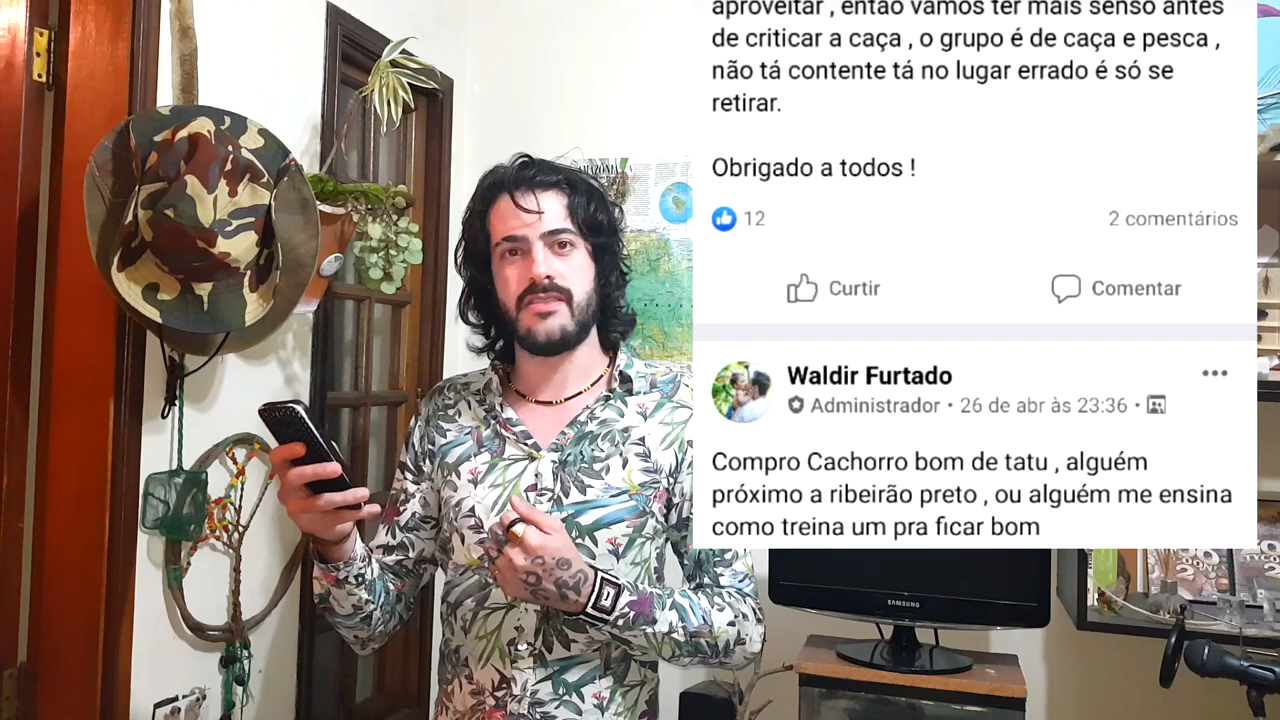 aproveitar , então vamos ter mais senso antes
de criticar a caça , o grupo é de caça e pesca ,
não tá contente tá no lugar errado é só se
retirar.
Obrigado a todos !
12
2 comentários
Curtir
Comentar
Waldir Furtado
Administrador • 26 de abr às 23:36 •
Compro Cachorro bom de tatu , alguém
próximo a ribeirão preto , ou alguém me ensina
como treina um pra ficar bom
AMAZONIA
SAMSUNG